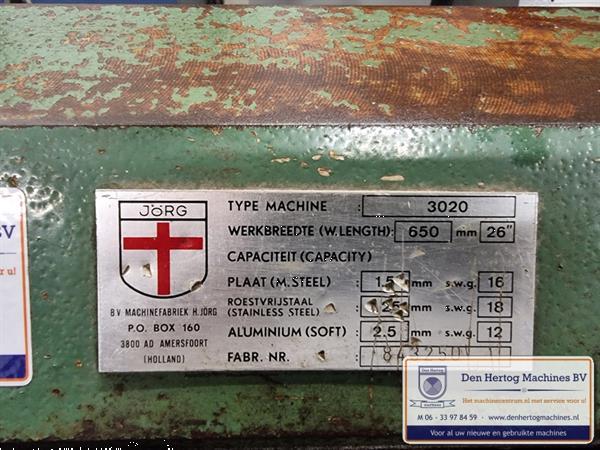 JÖRG
B.V. MACHINEFABRIEK H.JÖRG
P.O. BOX 160
3800 AD AMERSFOORT
(HOLLAND)
TYPE MACHINE : 3020
WERKBREEDTE (W.LENGTH): 650 mm 26"
CAPACITEIT (CAPACITY)
PLAAT (M.STEEL) : 1.5 mm s.w.g. 16
ROESTVRIJSTAAL
(STAINLESS STEEL) : mm s.w.g. 18
ALUMINIUM (SOFT) : 2.5 mm s.w.g. 12
FABR. NR. :
BV
u!
Den Hertog Machines BV
Het machinecentrum.nl met service voor u!
M 06 - 33 97 84 59 - www.denhertogmachines.nl
Voor al uw nieuwe en gebruikte machines